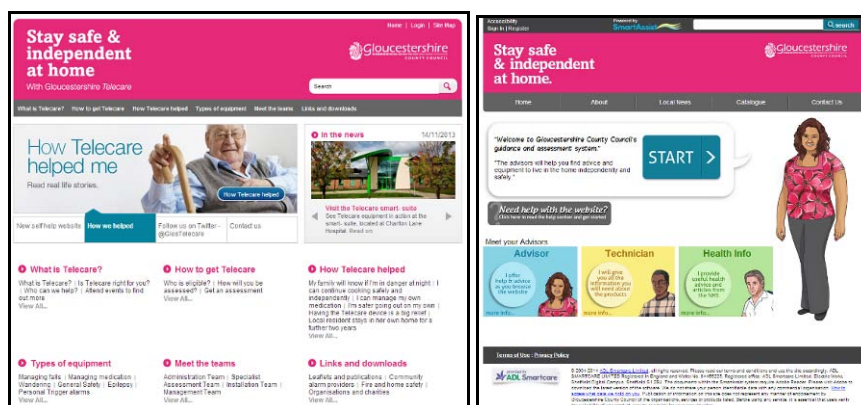 Home | Login | Site Map
Stay safe &
independent
at home
With Gloucestershire Telecare
Gloucestershire
COUNTY COUNCIL
Search
What is Telecare? How to get Telecare How Telecare helped Types of equipment Meet the teams Links and downloads
How Telecare
helped me
Read real life stories.
How Telecare helped
New self help website
How we helped
Follow us on Twitter -
@GlosTelecare
Contact us
In the news 14/11/2013
Visit the Telecare smart- suite
See Telecare equipment in action at the
smart- suite, located at Charlton Lane
Hospital. Read on
What is Telecare?
What is Telecare? | Is Telecare right for you?
| Who can we help? | Attend events to find
out more
View All...
How to get Telecare
Who is eligible? | How will you be
assessed? | Get an assessment
View All...
How Telecare helped
My family will know if I'm in danger at night | I
can continue cooking safely and
independently | I can manage my own
medication | I'm safer going out on my own |
Having the Telecare device is a big relief |
Local resident stays in her own home for a
further two years
View All...
Types of equipment
Managing falls | Managing medication |
Wandering | General Safety | Epilepsy |
Personal Trigger alarms
View All...
Meet the teams
Administration Team | Specialist
Assessment Team | Installation Team |
Management Team
View All...
Links and downloads
Leaflets and publications | Community
alarm providers | Fire and home safety |
Organisations and charities
View All...
Accessibility
Sign In | Register
Powered by
SmartAssist
search
Stay safe
& independent
at home.
Gloucestershire
COUNTY COUNCIL
Home About Local News Catalogue Contact Us
"Welcome to Gloucestershire County Council's
guidance and assessment system."
"The advisors will help you find advice and
equipment to live in the home independently and
safely."
START >
Need help with the website?
Click here to read the help section and get started
Meet your Advisors
Advisor
I offer
help & advice
as you browse
the website
more info...
Technician
I will give
you all the
information you
will need about
the products
more info...
Health Info
I provide
useful health
advice and
articles
from the NHS
more info...
Terms of Use : Privacy Policy
ADL Smartcare